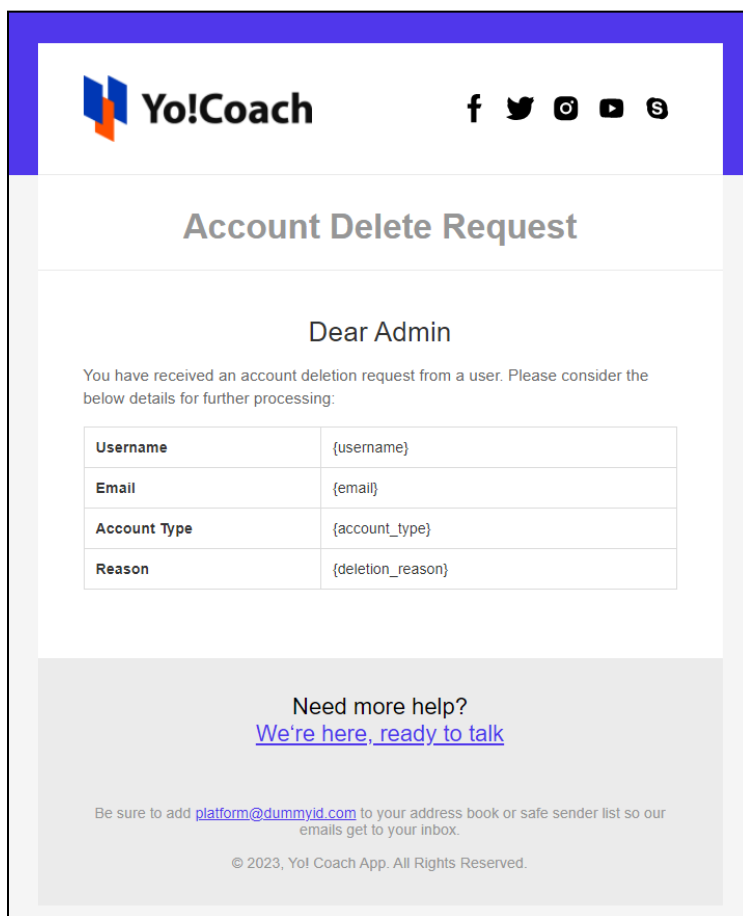 Yo!Coach
Account Delete Request
Dear Admin
You have received an account deletion request from a user. Please consider the
below details for further processing:
Username {username}
Email {email}
Account Type {account_type}
Reason {deletion_reason}
Need more help?
We‘re here, ready to talk
Be sure to add platform@dummyid.com to your address book or safe sender list so our
emails get to your inbox.
© 2023, Yo! Coach App. All Rights Reserved.